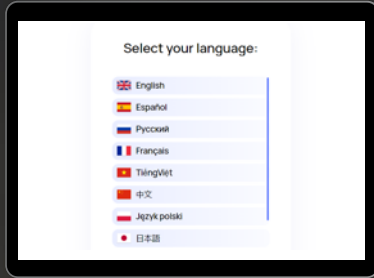 Select your language:
English
Español
Русский
Français
TiếngViệt
中文
Język polski
日本語